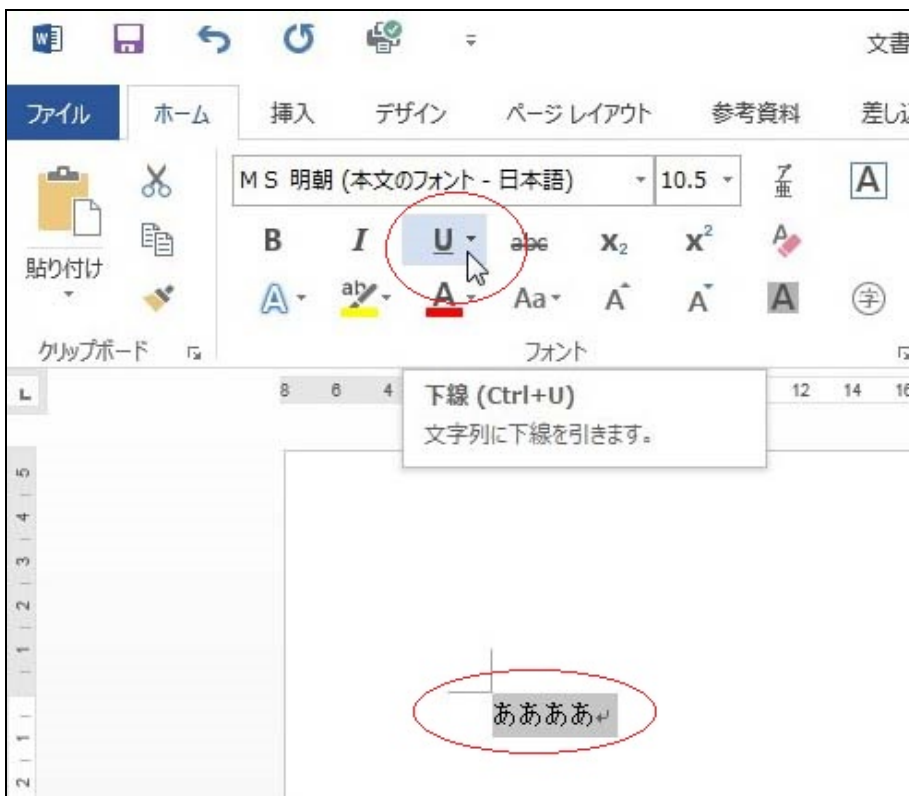 文書
ファイル ホーム 挿入 デザイン ページ レイアウト 参考資料 差し込
MS 明朝 (本文のフォント - 日本語) 10.5 ア亜 A
貼り付け
B I U abc X₂ X² A
A ab A Aa A A A 字
クリップボード フォント
L 8 6 4 12 14 16
下線 (Ctrl+U)
文字列に下線を引きます。
5
4
3
2
1
1
2
ああああ↵